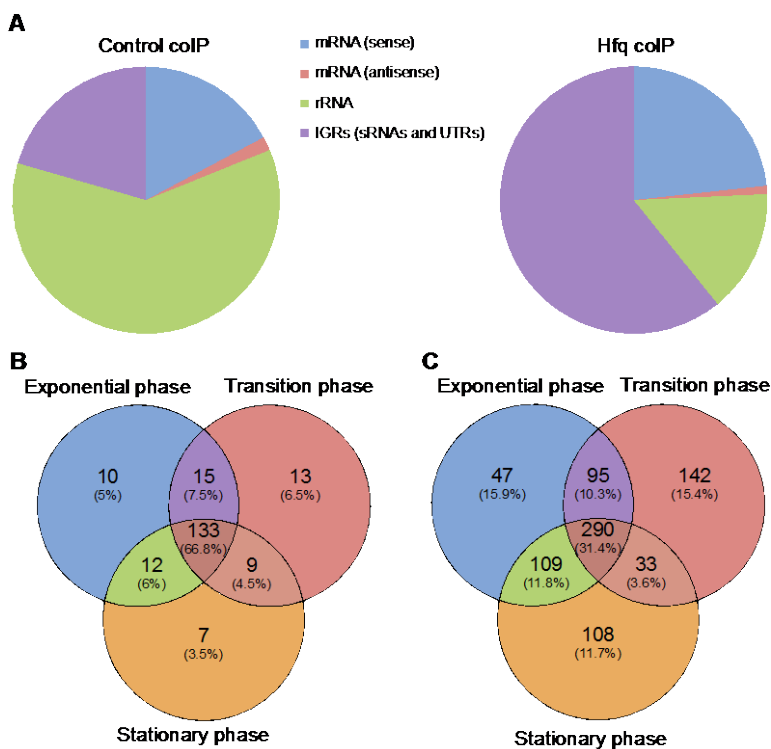 A
Control coIP
mRNA (sense)
mRNA (antisense)
rRNA
IGRs (sRNAs and UTRs)
Hfq coIP
B
Exponential phase
Transition phase
10
(5%)
15
(7.5%)
13
(6.5%)
133
(66.8%)
12
(6%)
9
(4.5%)
7
(3.5%)
Stationary phase
C
Exponential phase
Transition phase
47
(15.9%)
95
(10.3%)
142
(15.4%)
290
(31.4%)
109
(11.8%)
33
(3.6%)
108
(11.7%)
Stationary phase